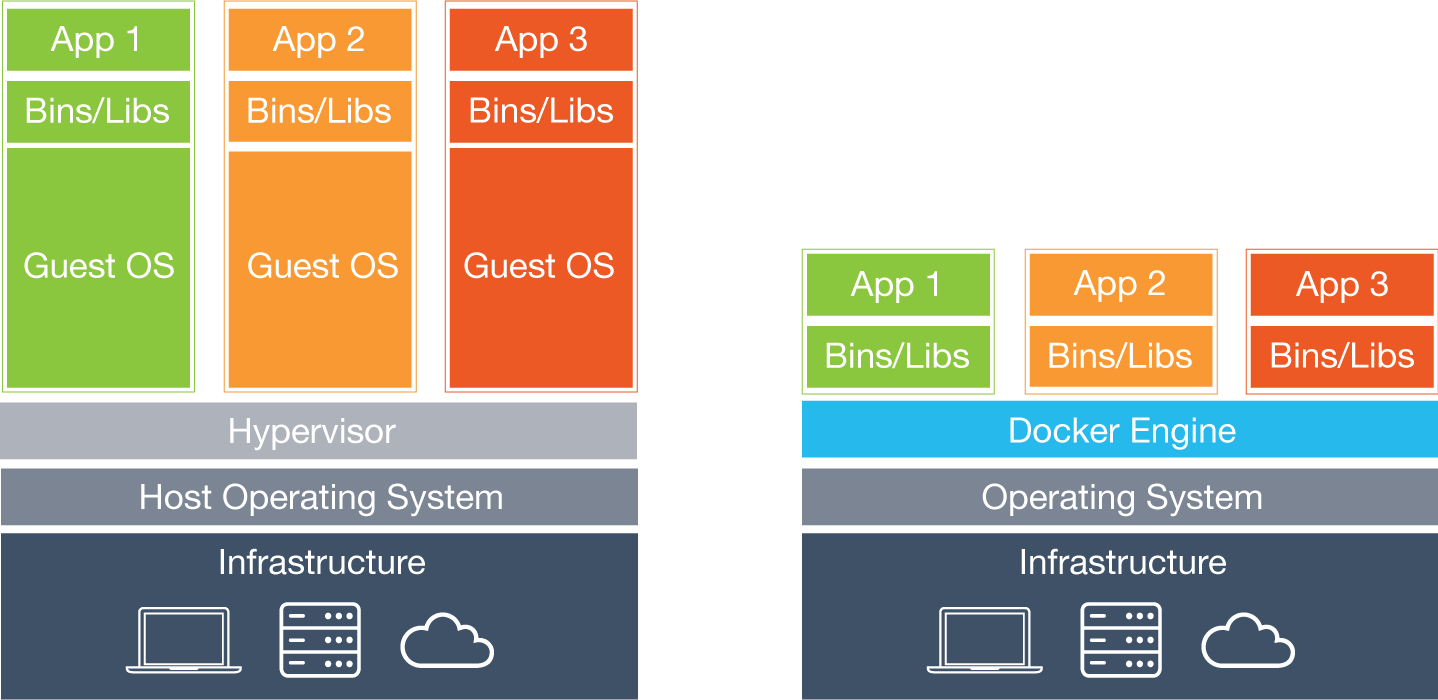 App 1
App 2
App 3
Bins/Libs
Bins/Libs
Bins/Libs
Guest OS
Guest OS
Guest OS
Hypervisor
Host Operating System
Infrastructure
App 1
App 2
App 3
Bins/Libs
Bins/Libs
Bins/Libs
Docker Engine
Operating System
Infrastructure